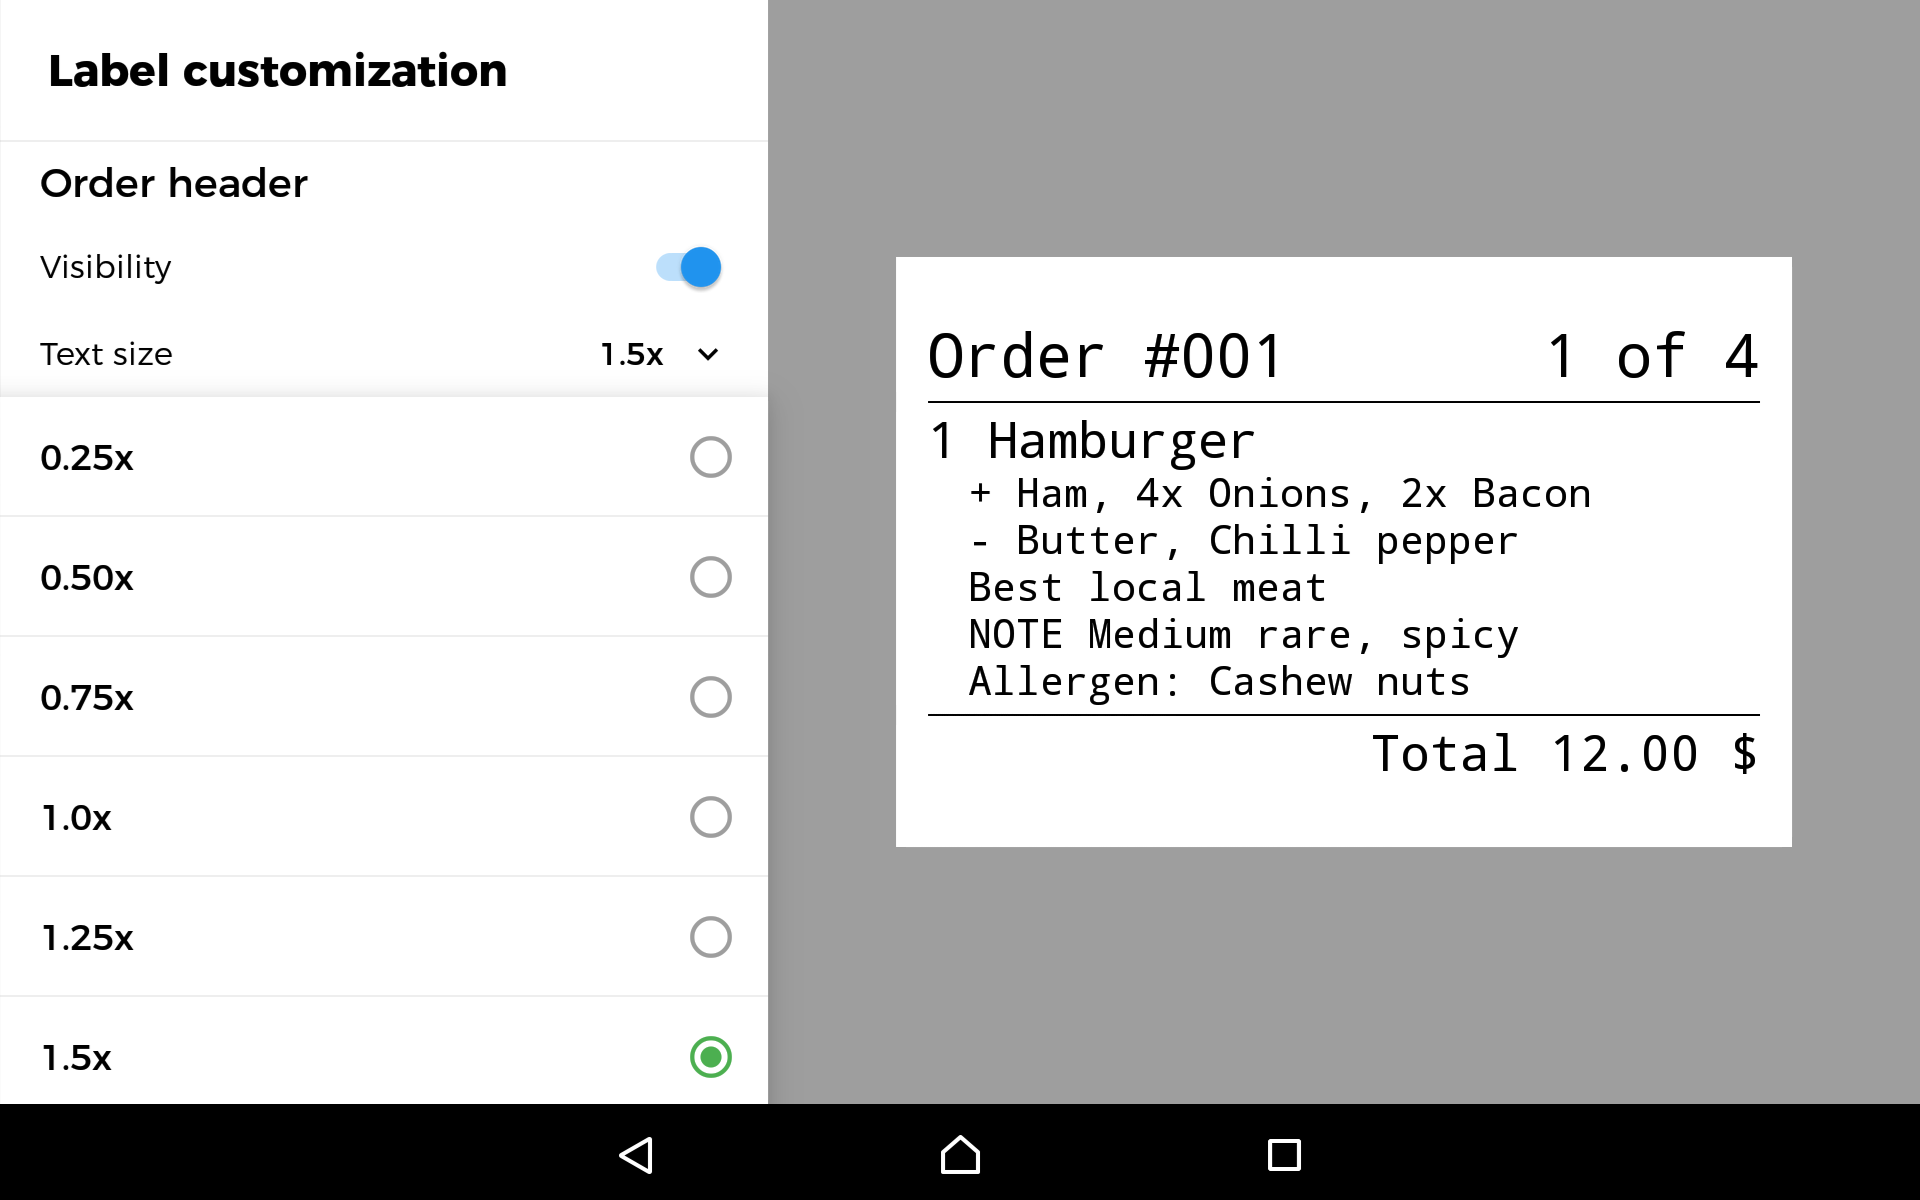 Label customization
Order header
Visibility
Text size 1.5x
0.25x
0.50x
0.75x
1.0x
1.25x
1.5x
Order #001 1 of 4
1 Hamburger
+ Ham, 4x Onions, 2x Bacon
- Butter, Chilli pepper
Best local meat
NOTE Medium rare, spicy
Allergen: Cashew nuts
Total 12.00 $